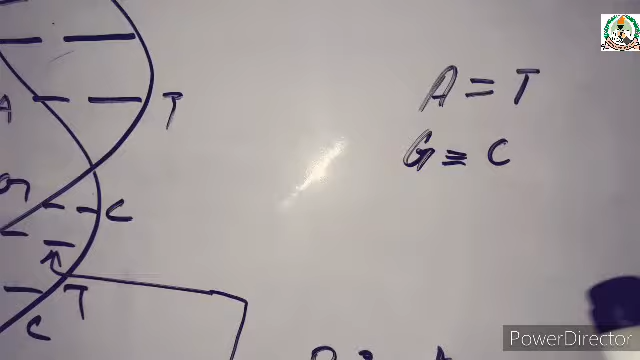 A = T
G ≡ C
A T
C
T
C
PowerDirector